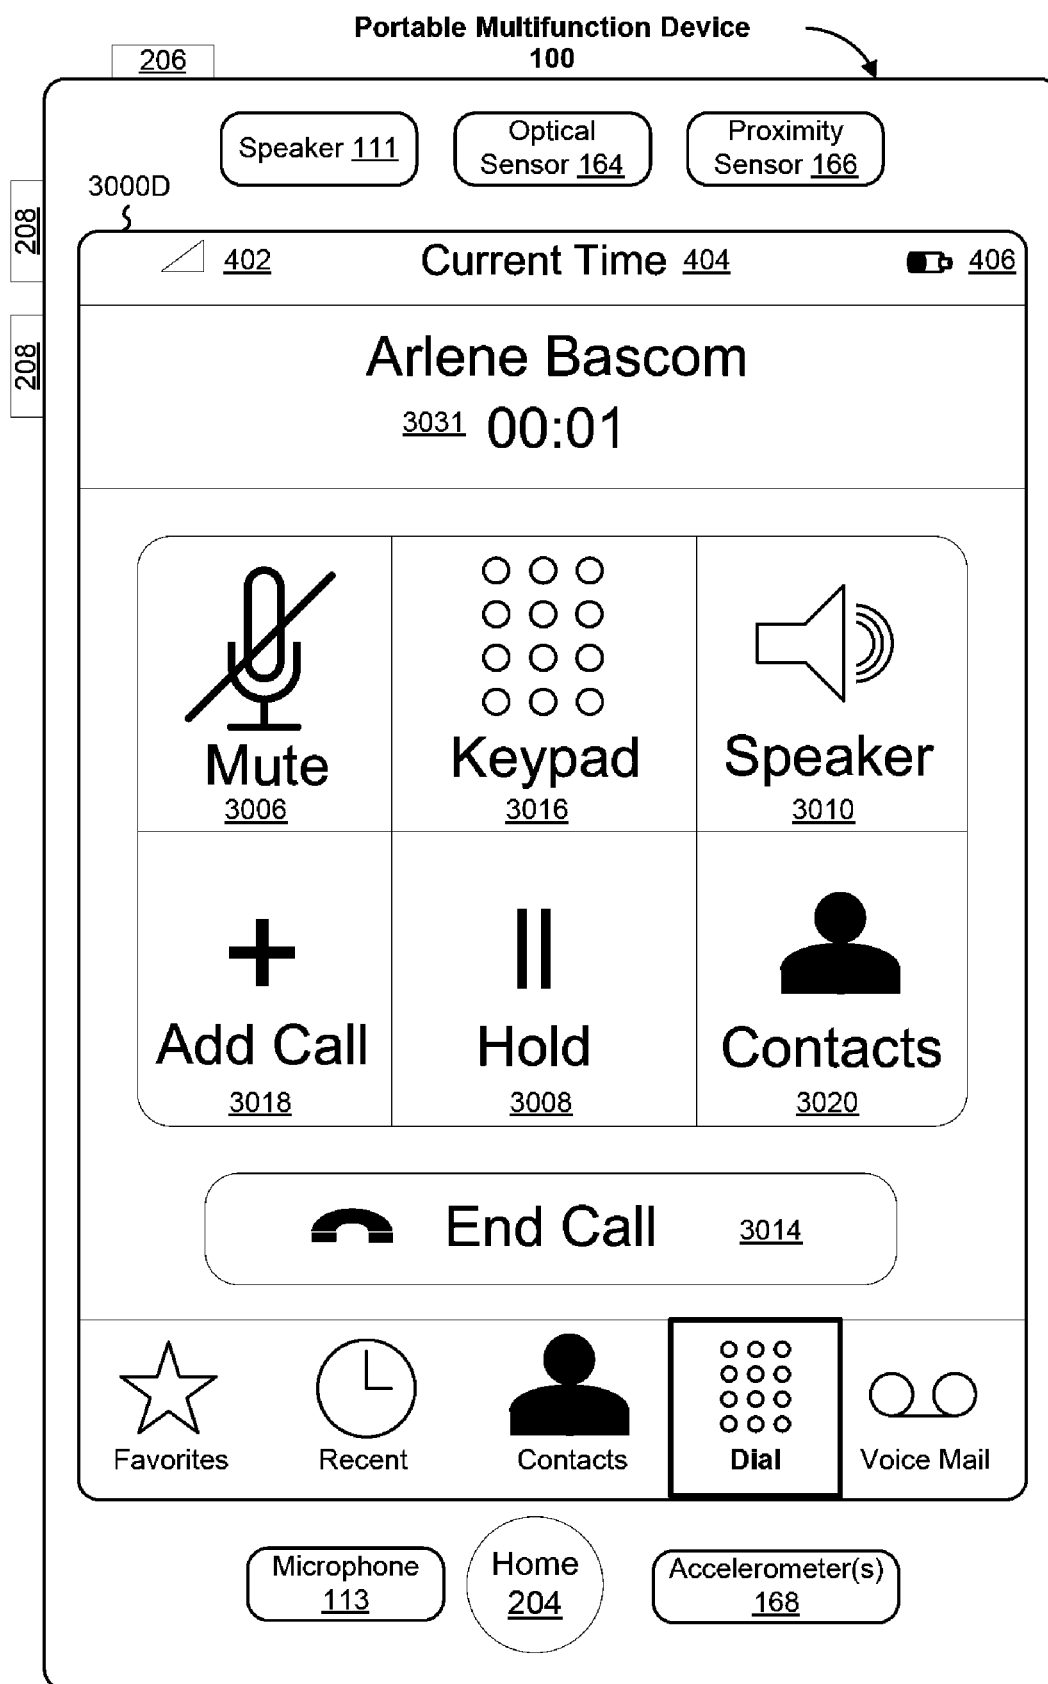 Portable Multifunction Device
100
206
Speaker 111
Optical
Sensor 164
Proximity
Sensor 166
3000D
208
208
402
Current Time 404
406
Arlene Bascom
3031 00:01
Mute
3006
Keypad
3016
Speaker
3010
Add Call
3018
Hold
3008
Contacts
3020
End Call 3014
Favorites
Recent
Contacts
Dial
Voice Mail
Microphone
113
Home
204
Accelerometer(s)
168